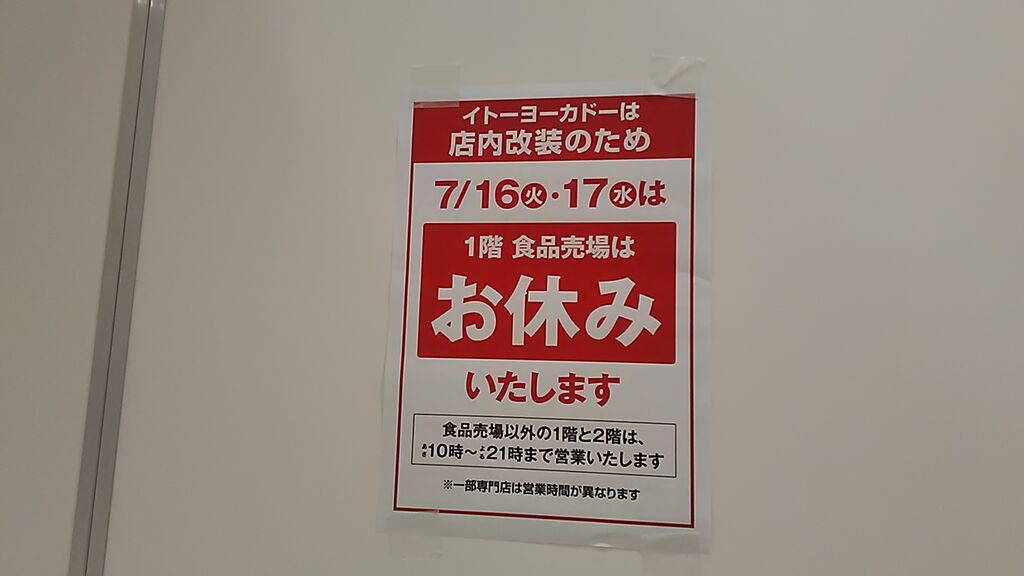 イトーヨーカドーは
店内改装のため
7/16㊋・17㊌は
1階 食品売場は
お休み
いたします
食品売場以外の1階と2階は、
あさ10時～よる21時まで営業いたします
※一部専門店は営業時間が異なります